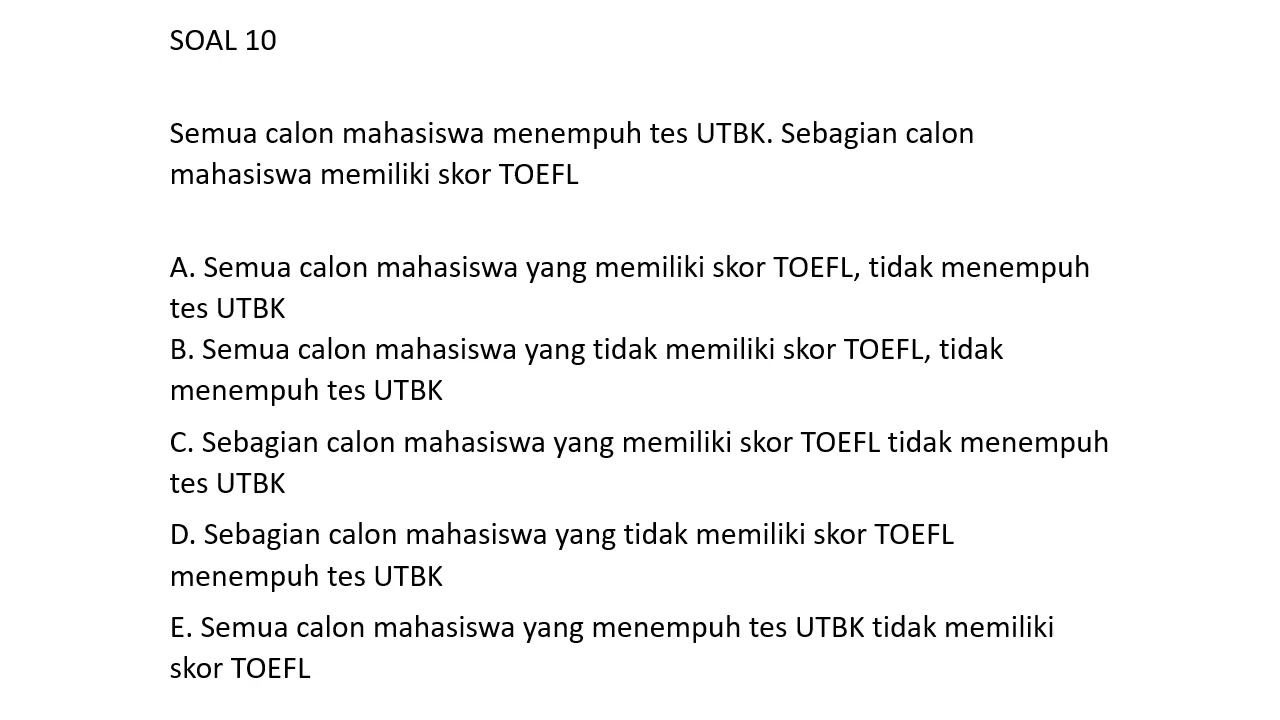 SOAL 10
Semua calon mahasiswa menempuh tes UTBK. Sebagian calon
mahasiswa memiliki skor TOEFL
A. Semua calon mahasiswa yang memiliki skor TOEFL, tidak menempuh
tes UTBK
B. Semua calon mahasiswa yang tidak memiliki skor TOEFL, tidak
menempuh tes UTBK
C. Sebagian calon mahasiswa yang memiliki skor TOEFL tidak menempuh
tes UTBK
D. Sebagian calon mahasiswa yang tidak memiliki skor TOEFL
menempuh tes UTBK
E. Semua calon mahasiswa yang menempuh tes UTBK tidak memiliki
skor TOEFL